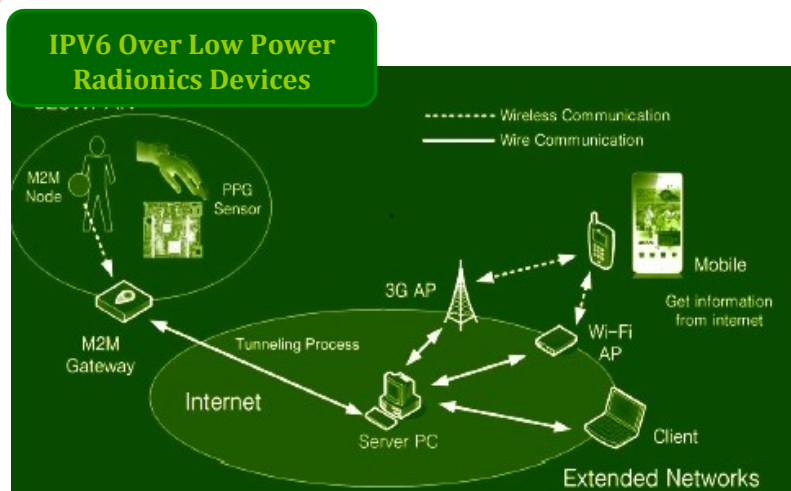 IPV6 Over Low Power
Radionics Devices
Wireless Communication
Wire Communication
M2M
Node
PPG
Sensor
3G AP
Mobile
Get information
from internet
Wi-Fi
AP
M2M
Gateway
Tunneling Process
Internet
Server PC
Client
Extended Networks